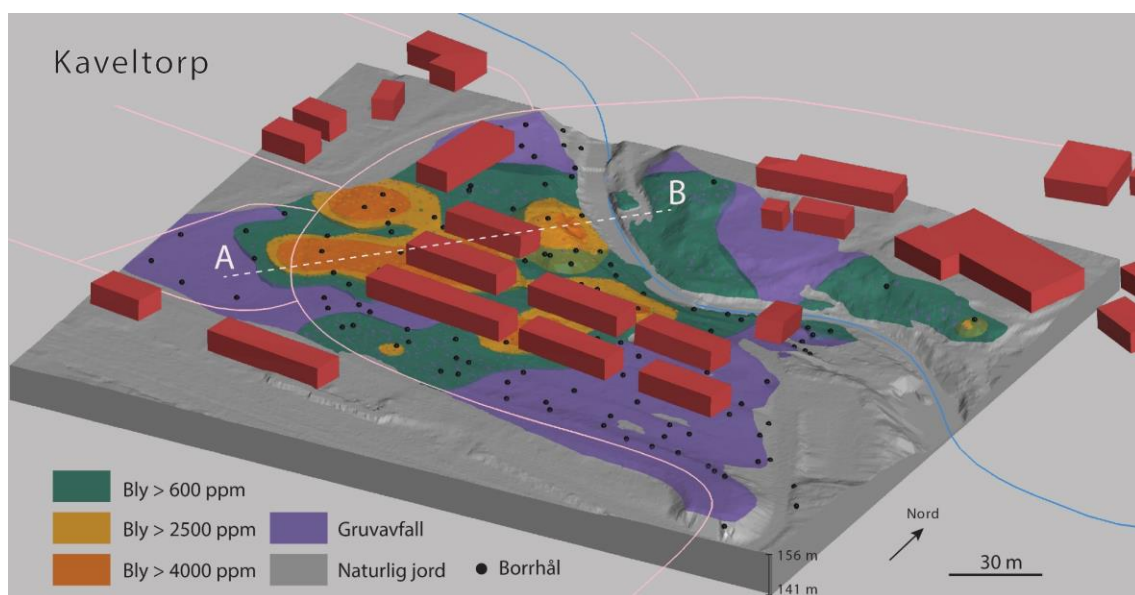 Kaveltorp
A
B
Bly > 600 ppm
Bly > 2500 ppm
Gruvavfall
Bly > 4000 ppm
Naturlig jord
Borrhål
Nord
30 m
156 m
141 m